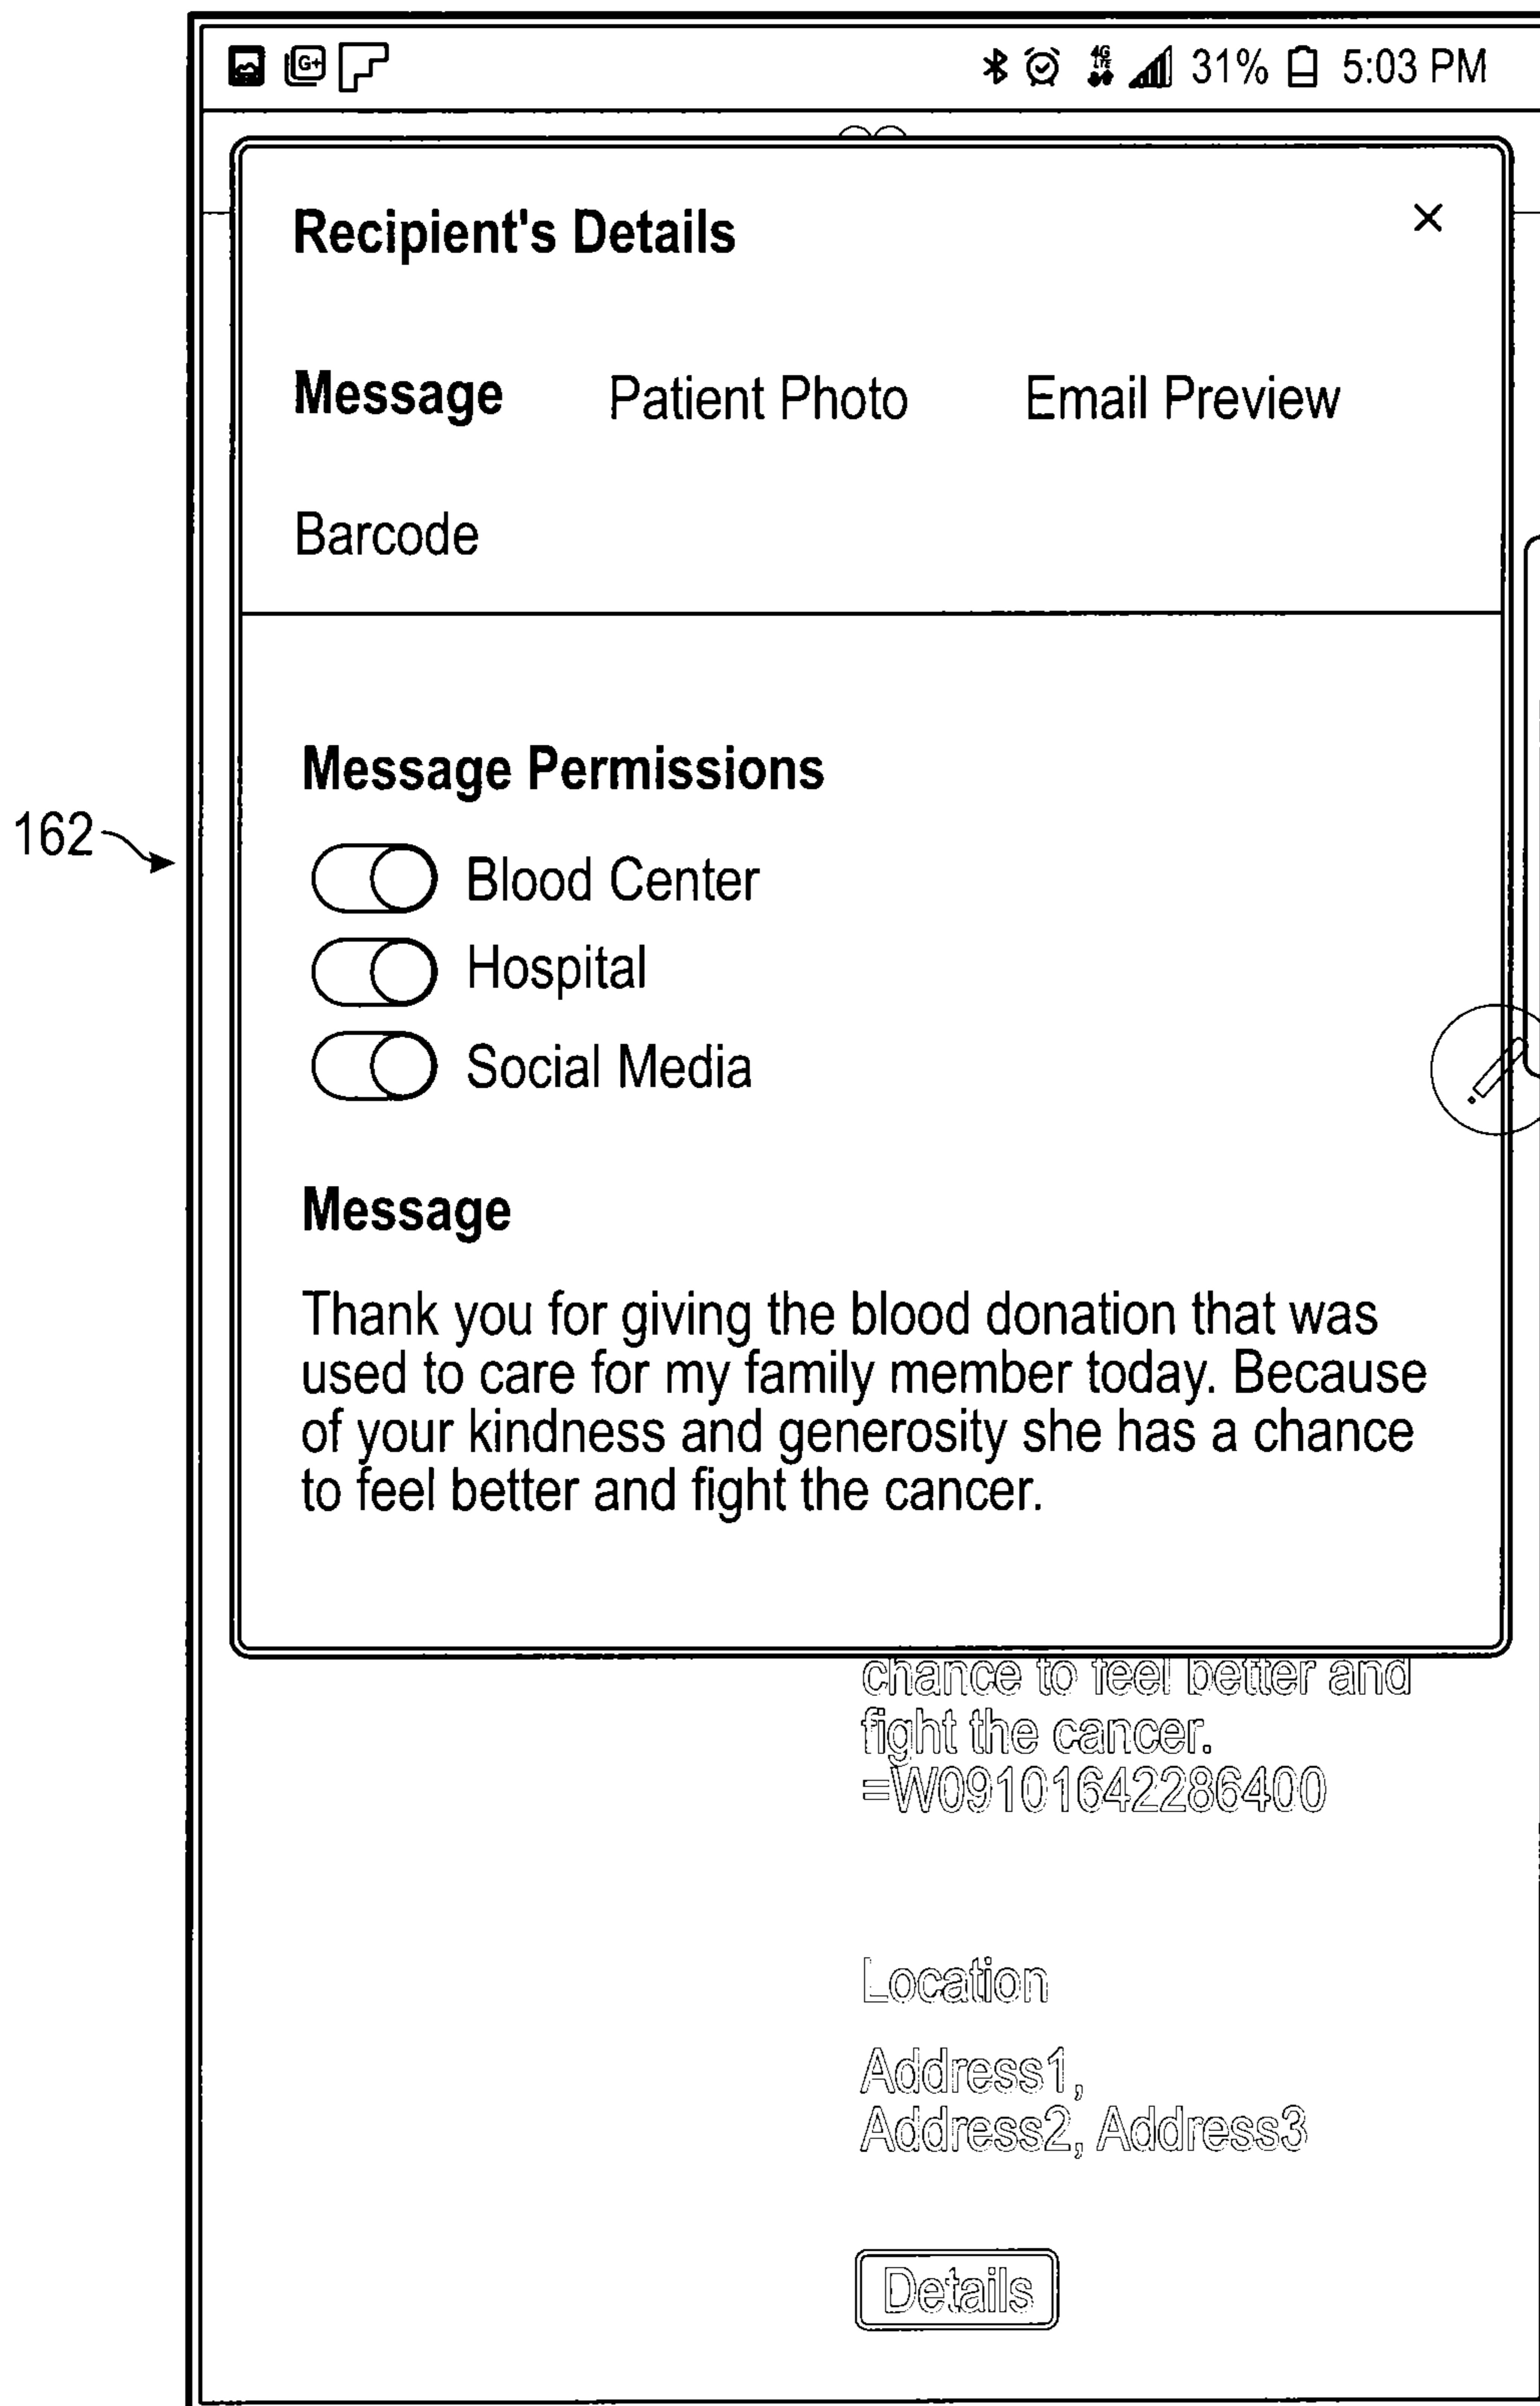 G+ 4G LTE 31% 5:03 PM
Recipient's Details ×
Message Patient Photo Email Preview
Barcode
Message Permissions
162
Blood Center
Hospital
Social Media
Message
Thank you for giving the blood donation that was
used to care for my family member today. Because
of your kindness and generosity she has a chance
to feel better and fight the cancer.
chance to feel better and
fight the cancer.
=W09101642286400
Location
Address1,
Address2, Address3
Details